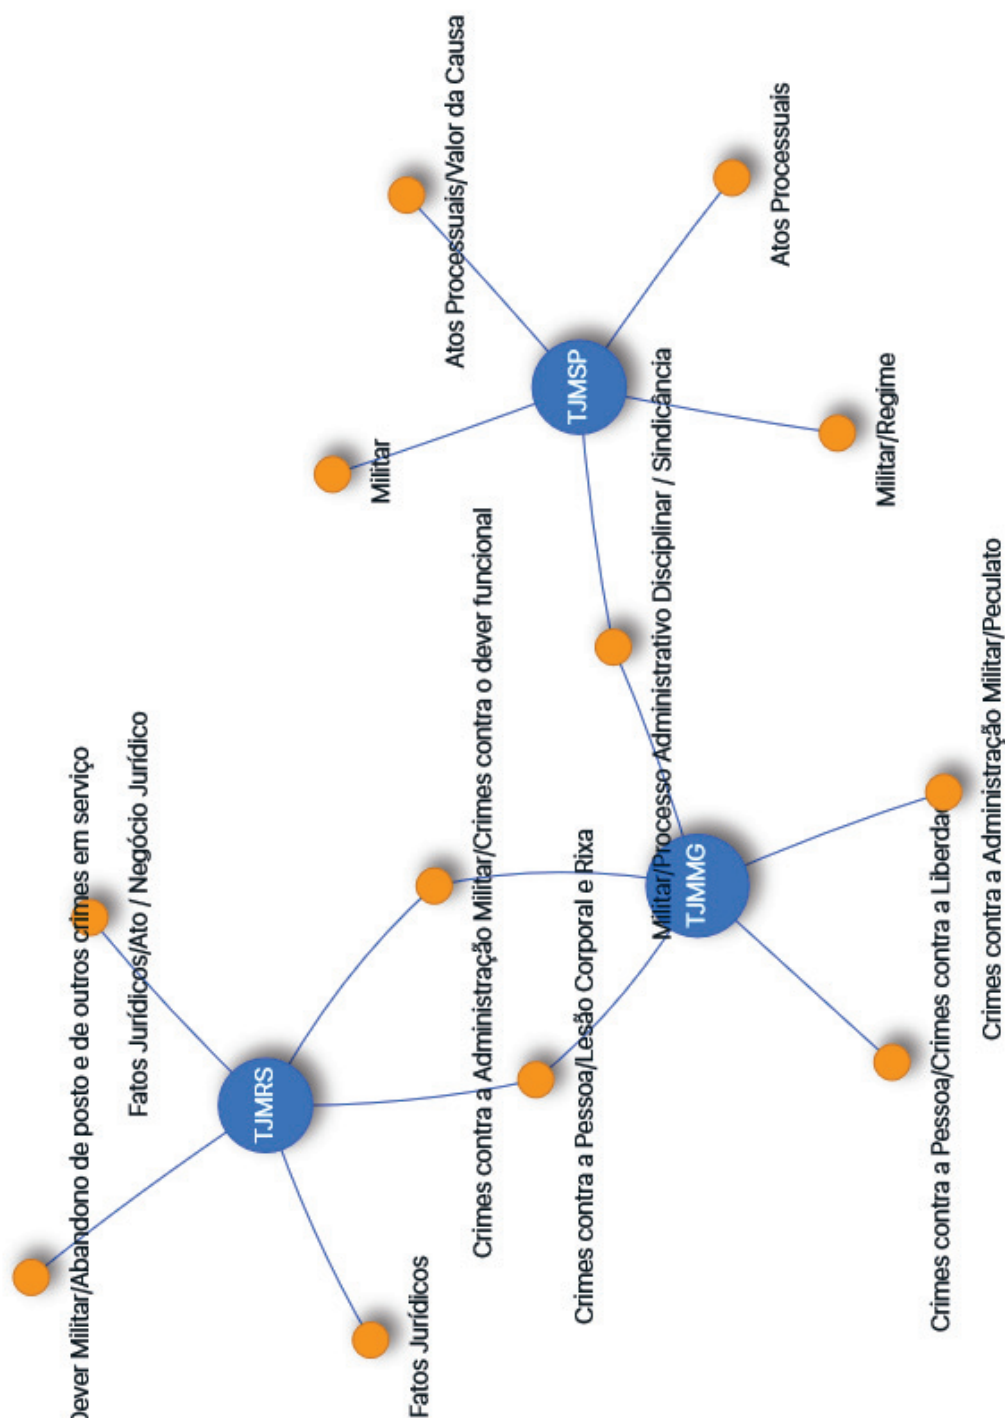 Dever Militar/Abandono de posto e de outros crimes em serviço
Fatos Jurídicos/Ato / Negócio Jurídico
TJMRS
Fatos Jurídicos
Crimes contra a Administração Militar/Crimes contra o dever funcional
Crimes contra a Pessoa/Lesão Corporal e Rixa
Militar
Atos Processuais/Valor da Causa
TJMSP
Militar/Processo Administrativo Disciplinar / Sindicância
TJMMG
Atos Processuais
Militar/Regime
Crimes contra a Pessoa/Crimes contra a Liberda
Crimes contra a Administração Militar/Peculato